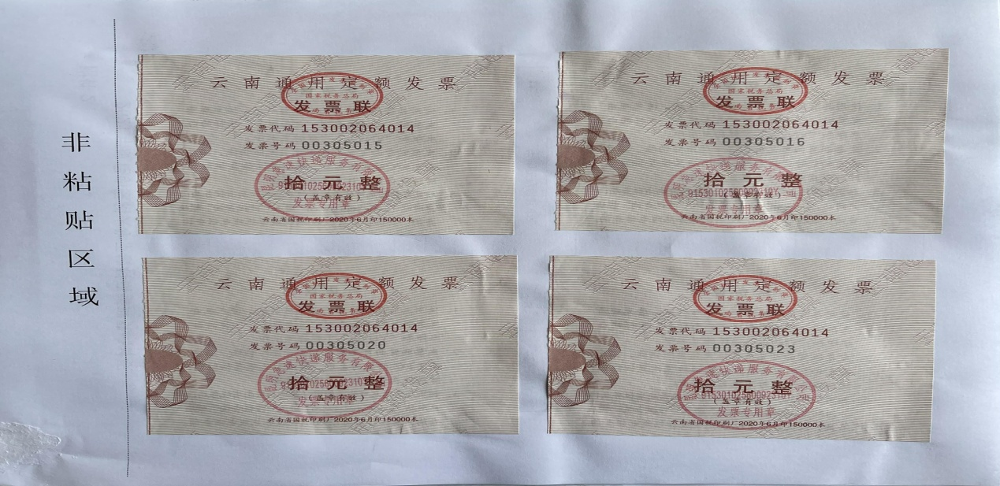 非
粘
贴
区
域
云南通用定额发票
国家税务总局
发票联
发票代码 153002064014
发票号码 00305015
拾元整
(盖章有效)
发票专用章
云南省国税印刷厂2020年6月印150000本
云南通用定额发票
国家税务总局
发票联
发票代码 153002064014
发票号码 00305016
拾元整
发票专用章
云南省国税印刷厂2020年6月印150000本
云南通用定额发票
国家税务总局
发票联
发票代码 153002064014
发票号码 00305020
拾元整
(盖章有效)
发票专用章
云南省国税印刷厂2020年6月印150000本
云南通用定额发票
国家税务总局
发票联
发票代码 153002064014
发票号码 00305023
拾元整
(盖章有效)
发票专用章
云南省国税印刷厂2020年6月印150000本